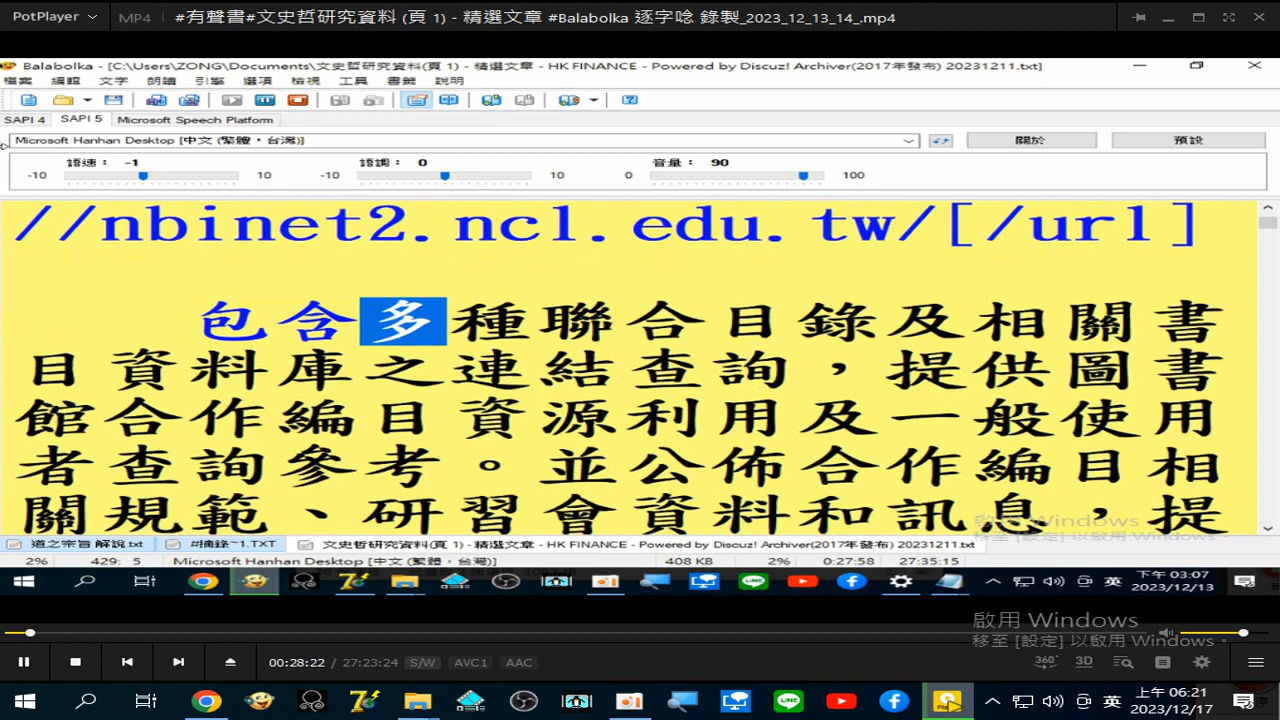 PotPlayer MP4 #有聲書#文史哲研究資料 (頁 1) - 精選文章 #Balabolka 逐字唸 錄製_2023_12_13_14_.mp4
Balabolka - [C:\Users\ZONG\Documents\文史哲研究資料(頁 1) - 精選文章 - HK FINANCE - Powered by Discuz! Archiver(2017年發布) 20231211.txt]
檔案 編輯 文字 朗讀 引擎 選項 檢視 工具 書籤 說明
SAPI 4 SAPI 5 Microsoft Speech Platform
Microsoft Hanhan Desktop [中文 (繁體，台灣)] 關於 預設
語速： -1 語調： 0 音量： 90
-10 10 -10 10 0 100
//nbinet2.ncl.edu.tw/[/url]
包含多種聯合目錄及相關書
目資料庫之連結查詢，提供圖書
館合作編目資源利用及一般使用
者查詢參考。並公佈合作編目相
關規範、研習會資料和訊息，提
啟用 Windows
移至 [設定] 以啟用 Windows。
道之宗旨 解說.txt #摘錄~1.TXT 文史哲研究資料(頁 1) - 精選文章 - HK FINANCE - Powered by Discuz! Archiver(2017年發布) 20231211.txt
2% 429: 5 Microsoft Hanhan Desktop [中文 (繁體，台灣)] 408 KB 2% 0:27:58 27:35:15
英 下午 03:07
2023/12/13
啟用 Windows
移至 [設定] 以啟用 Windows。
00:28:22 / 27:23:24 S/W AVC1 AAC 360° 3D
英 上午 06:21
2023/12/17